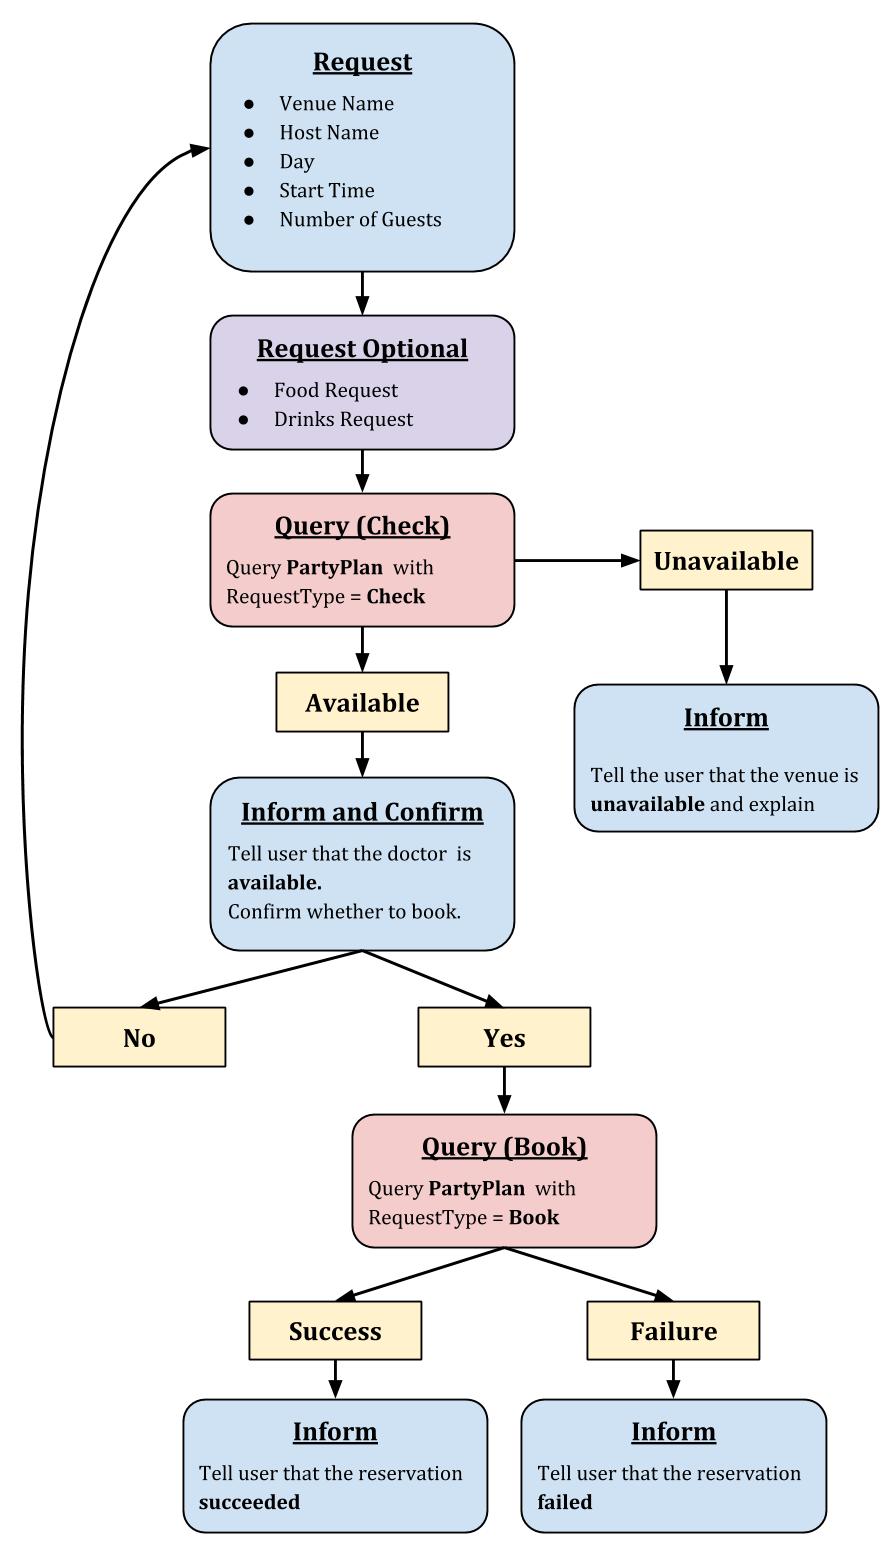 Request
● Venue Name
● Host Name
● Day
● Start Time
● Number of Guests
Request Optional
● Food Request
● Drinks Request
Query (Check)
Query PartyPlan with
RequestType = Check
Unavailable
Available
Inform
Tell the user that the venue is
unavailable and explain
Inform and Confirm
Tell user that the doctor is
available.
Confirm whether to book.
No
Yes
Query (Book)
Query PartyPlan with
RequestType = Book
Success
Failure
Inform
Tell user that the reservation
succeeded
Inform
Tell user that the reservation
failed